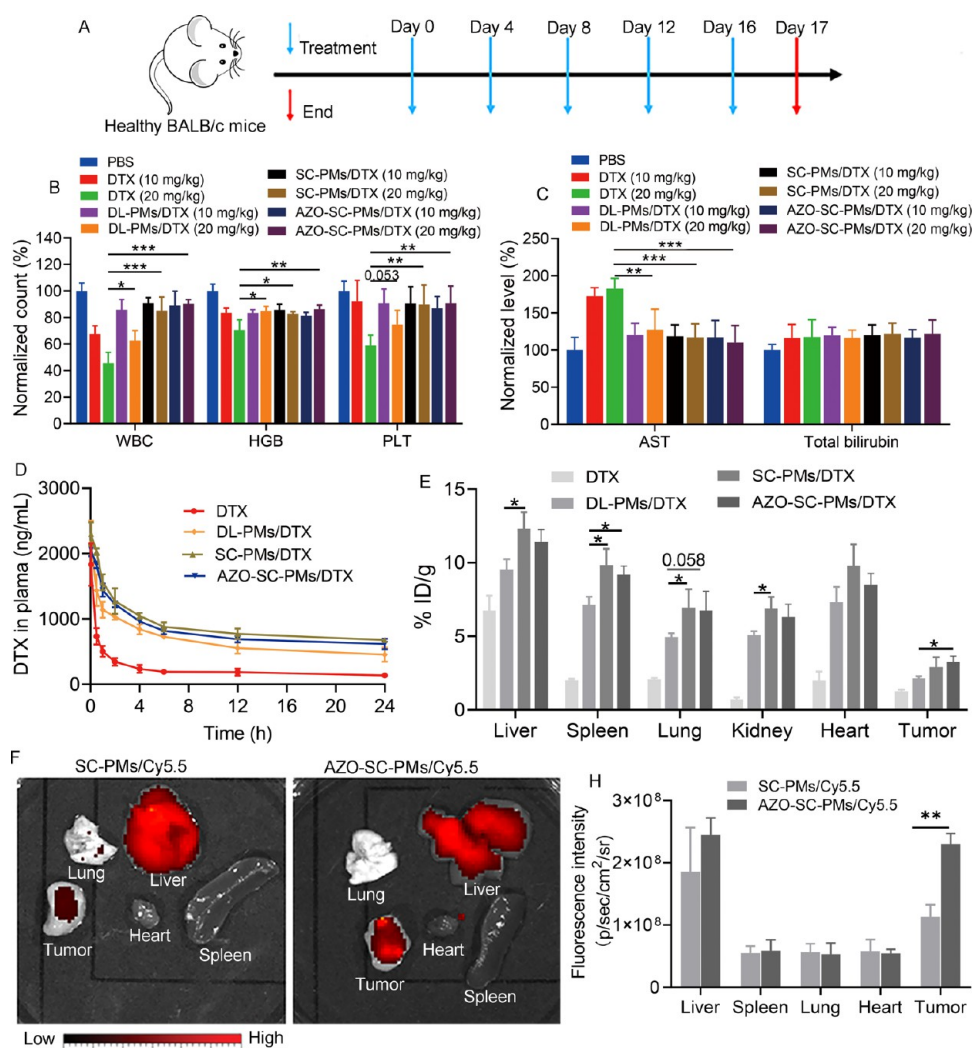 A
Treatment
End
Healthy BALB/c mice
Day 0
Day 4
Day 8
Day 12
Day 16
Day 17
B
PBS
DTX (10 mg/kg)
DTX (20 mg/kg)
DL-PMs/DTX (10 mg/kg)
DL-PMs/DTX (20 mg/kg)
SC-PMs/DTX (10 mg/kg)
SC-PMs/DTX (20 mg/kg)
AZO-SC-PMs/DTX (10 mg/kg)
AZO-SC-PMs/DTX (20 mg/kg)
Normalized count (%)
140
120
100
80
60
40
20
0
***
***
*
**
*
*
**
**
0.053
WBC
HGB
PLT
C
PBS
DTX (10 mg/kg)
DTX (20 mg/kg)
DL-PMs/DTX (10 mg/kg)
DL-PMs/DTX (20 mg/kg)
SC-PMs/DTX (10 mg/kg)
SC-PMs/DTX (20 mg/kg)
AZO-SC-PMs/DTX (10 mg/kg)
AZO-SC-PMs/DTX (20 mg/kg)
Normalized level (%)
250
200
150
100
50
0
***
***
**
AST
Total bilirubin
D
DTX in plama (ng/mL)
3000
2000
1000
0
DTX
DL-PMs/DTX
SC-PMs/DTX
AZO-SC-PMs/DTX
0
4
8
12
16
20
24
Time (h)
E
DTX
DL-PMs/DTX
SC-PMs/DTX
AZO-SC-PMs/DTX
% ID/g
15
10
5
0
*
*
*
0.058
*
*
*
Liver
Spleen
Lung
Kidney
Heart
Tumor
F
SC-PMs/Cy5.5
Lung
Liver
Tumor
Heart
Spleen
AZO-SC-PMs/Cy5.5
Lung
Liver
Tumor
Heart
Spleen
Low
High
H
SC-PMs/Cy5.5
AZO-SC-PMs/Cy5.5
Fluorescence intensity
(p/sec/cm²/sr)
3×10⁸
2×10⁸
1×10⁸
0
**
Liver
Spleen
Lung
Heart
Tumor